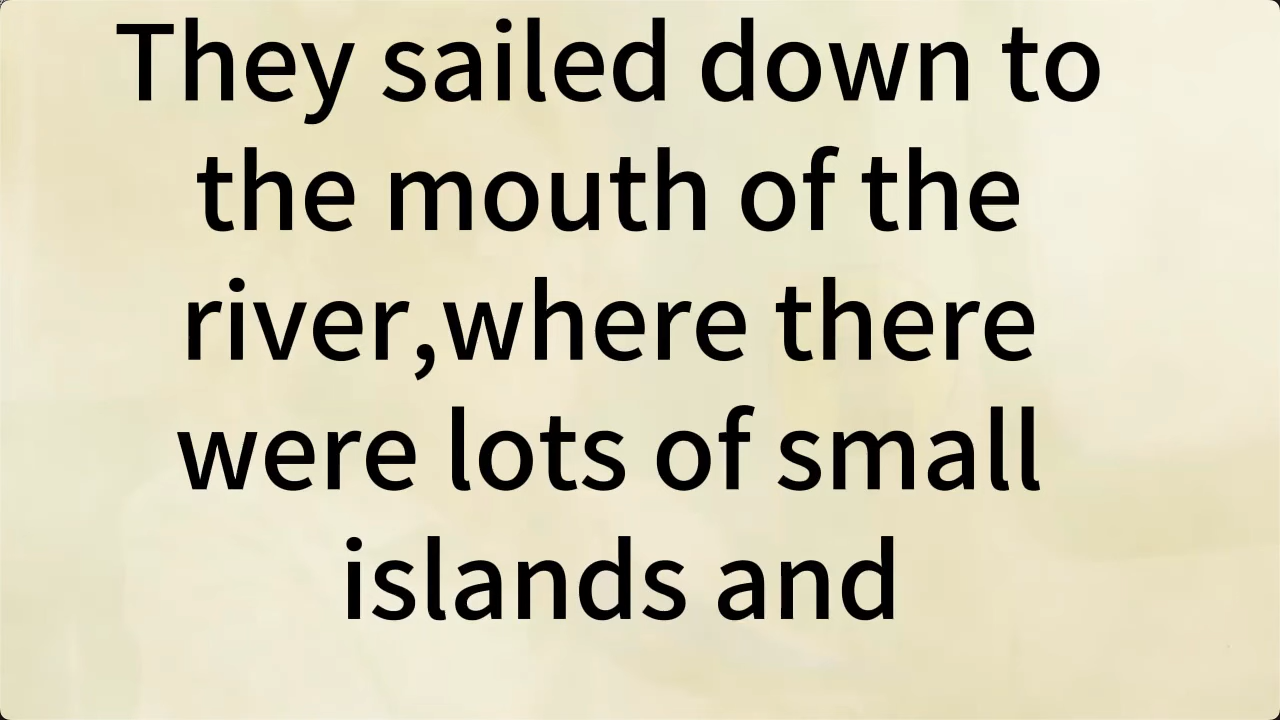 They sailed down to
the mouth of the
river,where there
were lots of small
islands and